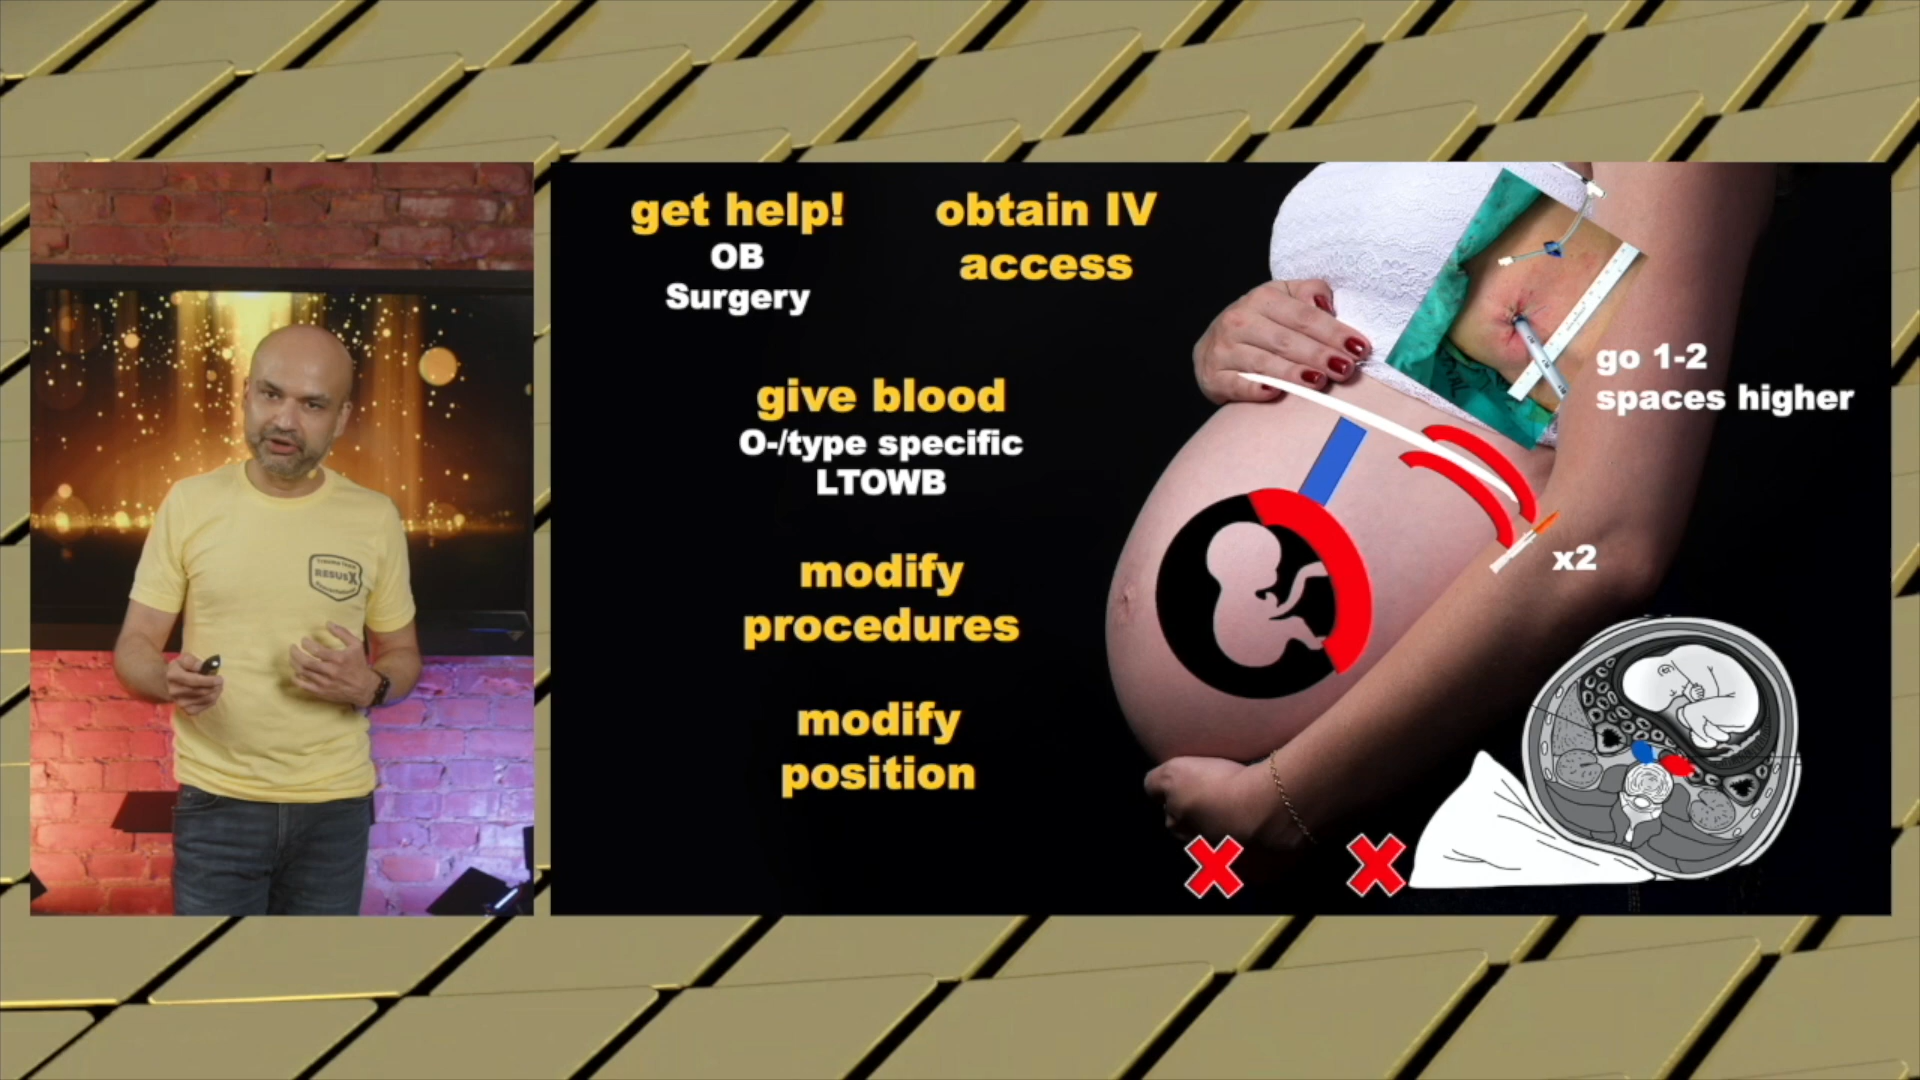 get help!
OB
Surgery
obtain IV
access
give blood
O-/type specific
LTOWB
modify
procedures
modify
position
go 1-2
spaces higher
x2
RESUSX